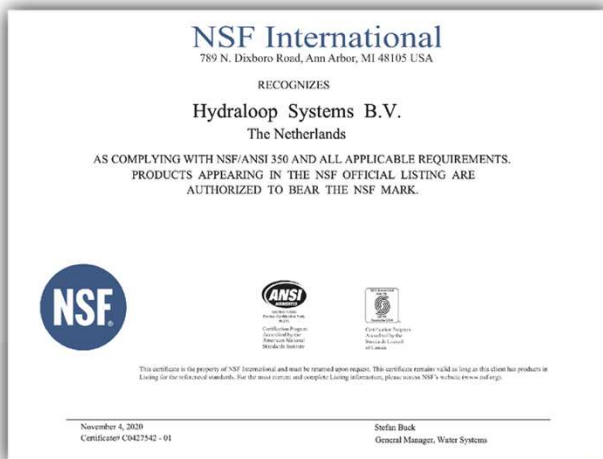 NSF International
789 N. Dixboro Road, Ann Arbor, MI 48105 USA
RECOGNIZES
Hydraloop Systems B.V.
The Netherlands
AS COMPLYING WITH NSF/ANSI 350 AND ALL APPLICABLE REQUIREMENTS.
PRODUCTS APPEARING IN THE NSF OFFICIAL LISTING ARE
AUTHORIZED TO BEAR THE NSF MARK.
NSF.
ANSI
Certification Program
Accredited by the
American National
Standards Institute
Certification Program
Accredited by the
Standards Council
of Canada
This certificate is the property of NSF International and must be returned upon request. This certificate remains valid as long as this client has products in
Listing for the referenced standards. For the most current and complete Listing information, please access NSF's website (www.nsf.org).
November 4, 2020
Certificate# C0427542 - 01
Stefan Buck
General Manager, Water Systems